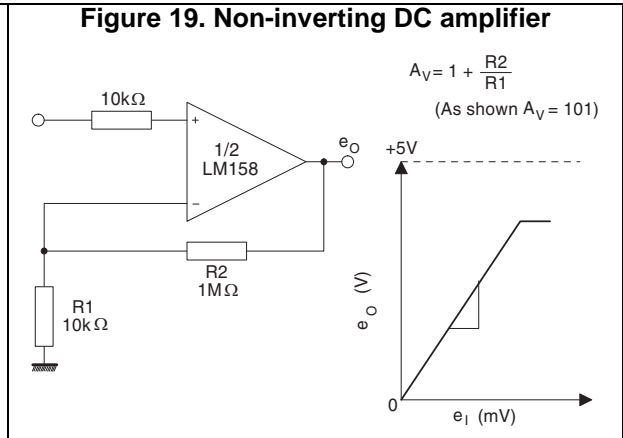 Figure 19. Non-inverting DC amplifier
A_V = 1 + R2/R1
(As shown A_V = 101)
10kΩ
+
1/2
LM158
−
e_O
R2
1MΩ
R1
10kΩ
+5V
e_O (V)
0
e_I (mV)